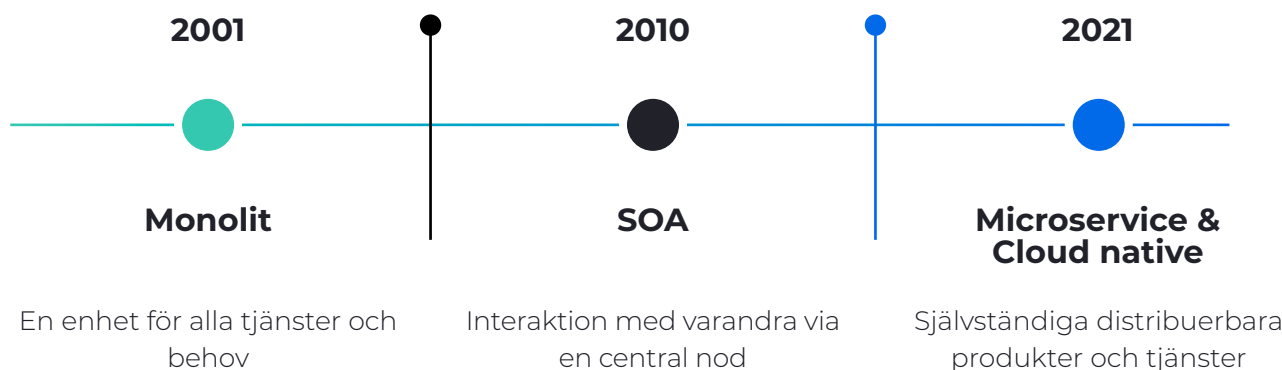 2001
Monolit
En enhet för alla tjänster och
behov
2010
SOA
Interaktion med varandra via
en central nod
2021
Microservice &
Cloud native
Självständiga distribuerbara
produkter och tjänster